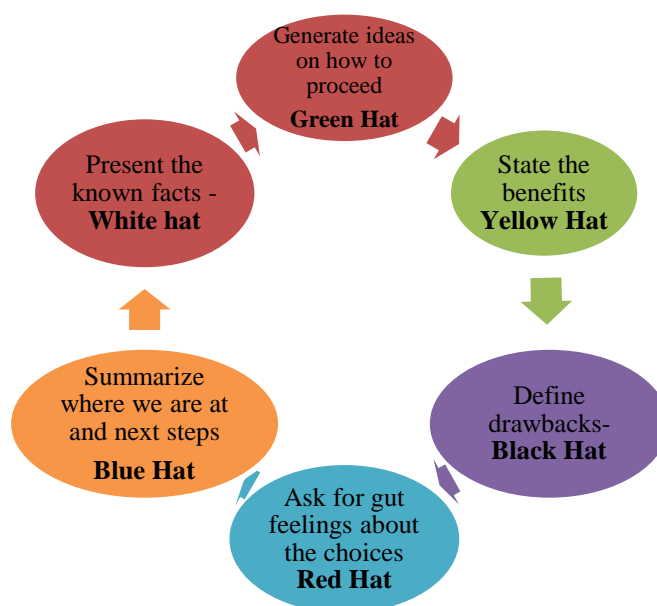 Generate ideas
on how to
proceed
Green Hat
State the
benefits
Yellow Hat
Define
drawbacks-
Black Hat
Ask for gut
feelings about
the choices
Red Hat
Summarize
where we are at
and next steps
Blue Hat
Present the
known facts -
White hat